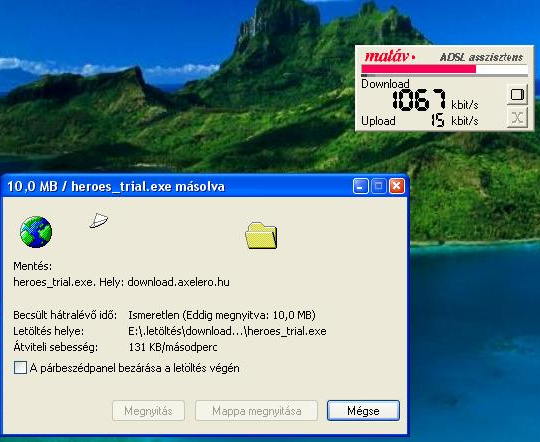 matáv
ADSL asszisztens
Download
1067 kbit/s
Upload 15 kbit/s
10,0 MB / heroes_trial.exe másolva
Mentés:
heroes_trial.exe. Hely: download.axelero.hu
Becsült hátralévő idő: Ismeretlen (Eddig megnyitva: 10,0 MB)
Letöltés helye: E:\.letöltés\download...\heroes_trial.exe
Átviteli sebesség: 131 KB/másodperc
A párbeszédpanel bezárása a letöltés végén
Megnyitás
Mappa megnyitása
Mégse